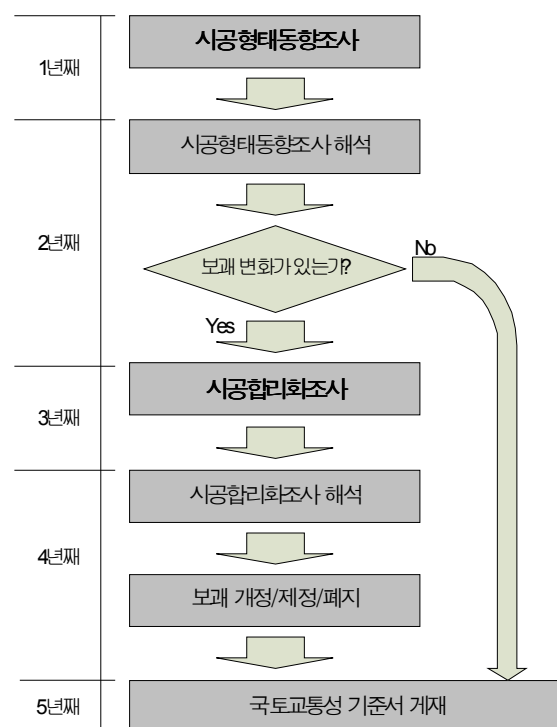 시공형태동향조사
1년째
시공형태동향조사 해석
2년째
보괘 변화가 있는가?
No
Yes
시공합리화조사
3년째
시공합리화조사 해석
4년째
보괘 개정/제정/폐지
5년째
국토교통성 기준서 게재